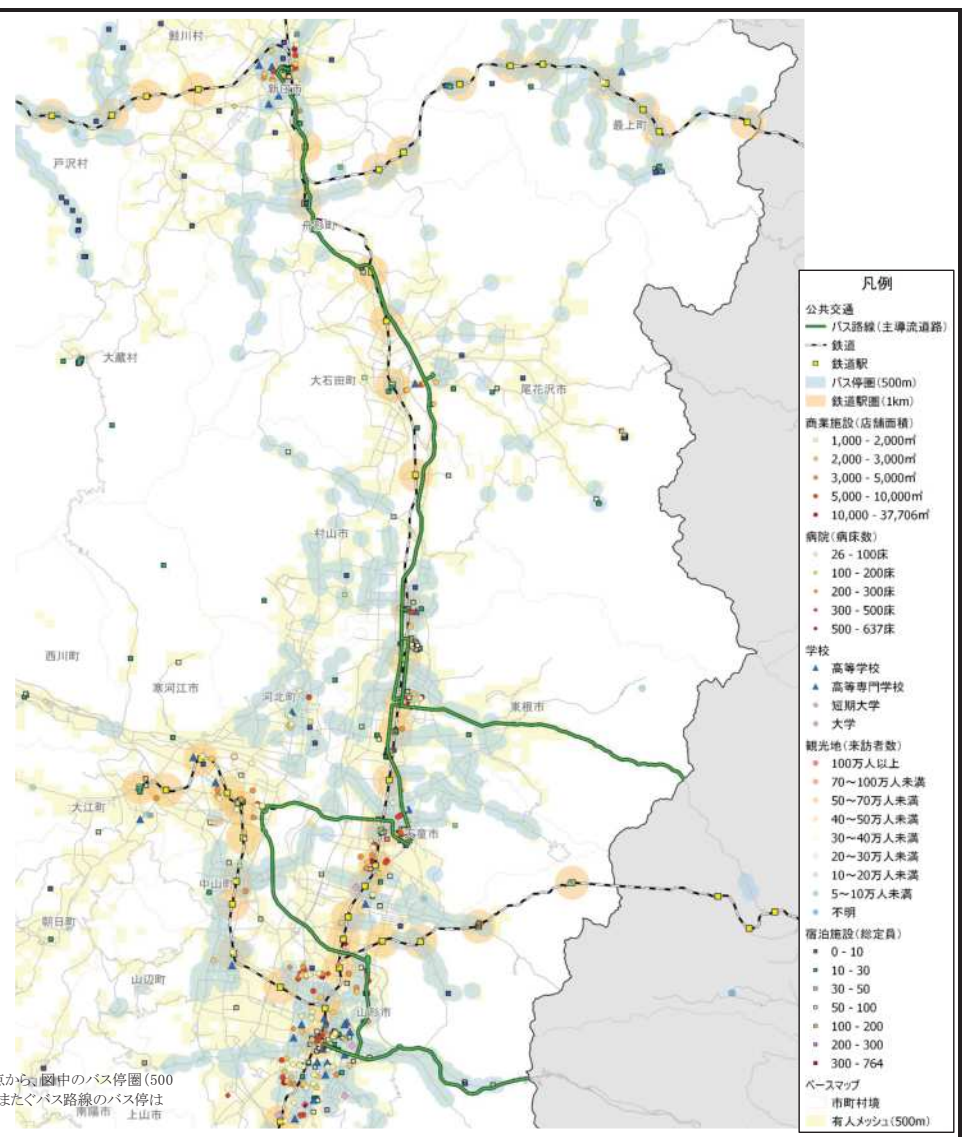 鮭川村
新庄市
最上町
戸沢村
舟形町
大蔵村
大石田町
尾花沢市
村山市
西川町
寒河江市
河北町
東根市
大江町
天童市
中山町
朝日町
山辺町
山形市
点から、図中のバス停圏(500
またぐバス路線のバス停は
南陽市
上山市
凡例
公共交通
バス路線(主導流道路)
鉄道
鉄道駅
バス停圏(500m)
鉄道駅圏(1km)
商業施設(店舗面積)
1,000 - 2,000㎡
2,000 - 3,000㎡
3,000 - 5,000㎡
5,000 - 10,000㎡
10,000 - 37,706㎡
病院(病床数)
26 - 100床
100 - 200床
200 - 300床
300 - 500床
500 - 637床
学校
高等学校
高等専門学校
短期大学
大学
観光地(来訪者数)
100万人以上
70～100万人未満
50～70万人未満
40～50万人未満
30～40万人未満
20～30万人未満
10～20万人未満
5～10万人未満
不明
宿泊施設(総定員)
0 - 10
10 - 30
30 - 50
50 - 100
100 - 200
200 - 300
300 - 764
ベースマップ
市町村境
有人メッシュ(500m)